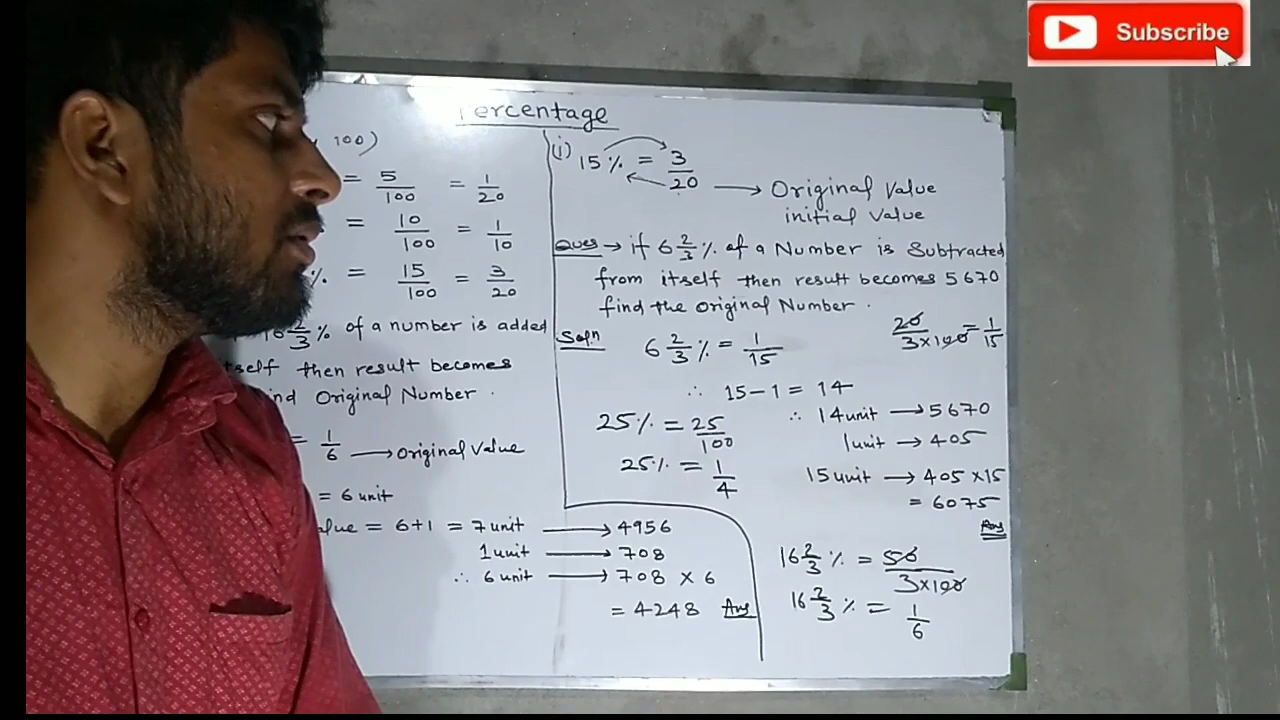 Subscribe
Percentage
, 100)
= 5/100 = 1/20
= 10/100 = 1/10
% = 15/100 = 3/20
16 2/3 % of a number is added
itself then result becomes
find Original Number .
= 1/6 → Original Value
= 6 unit
Value = 6+1 = 7 unit → 4956
1 unit → 708
∴ 6 unit → 708 × 6
= 4248 Ans
(i) 15% = 3/20 → Original Value
initial Value
Ques → if 6 2/3 % of a Number is Subtracted
from itself then result becomes 5670
find the Original Number .
Sol.n
6 2/3 % = 1/15
20/3×100 = 1/15
∴ 15 - 1 = 14
∴ 14 unit → 5670
1 unit → 405
15 unit → 405 ×15
= 6075
Ans
25% = 25/100
25% = 1/4
16 2/3 % = 50/3×100
16 2/3 % = 1/6